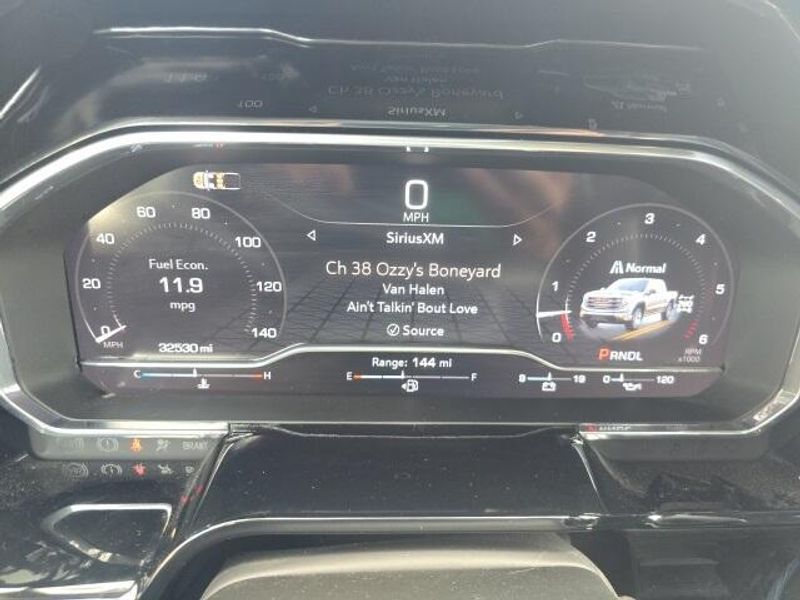 0
MPH
SiriusXM
Ch 38 Ozzy's Boneyard
Van Halen
Ain't Talkin' Bout Love
Source
0 20 40 60 80 100 120 140
MPH
Fuel Econ.
11.9
mpg
32530 mi
0 1 2 3 4 5 6
Normal
PRNDL
RPM
x1000
Range: 144 mi
C H
E F
9 19
0 120
BRAKE